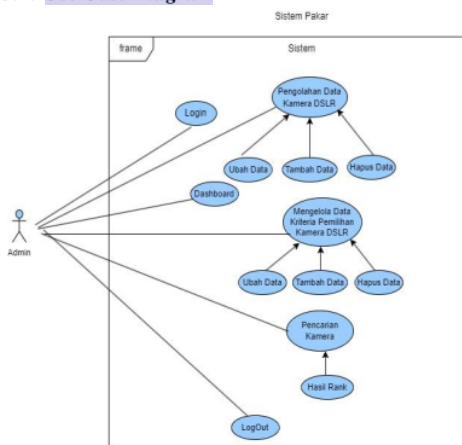 Sistem Pakar
frame
Sistem
Pengolahan Data
Kamera DSLR
Login
Ubah Data
Tambah Data
Hapus Data
Dashboard
Mengelola Data
Kriteria Pemilihan
Kamera DSLR
Admin
Ubah Data
Tambah Data
Hapus Data
Pencarian
Kamera
Hasil Rank
LogOut